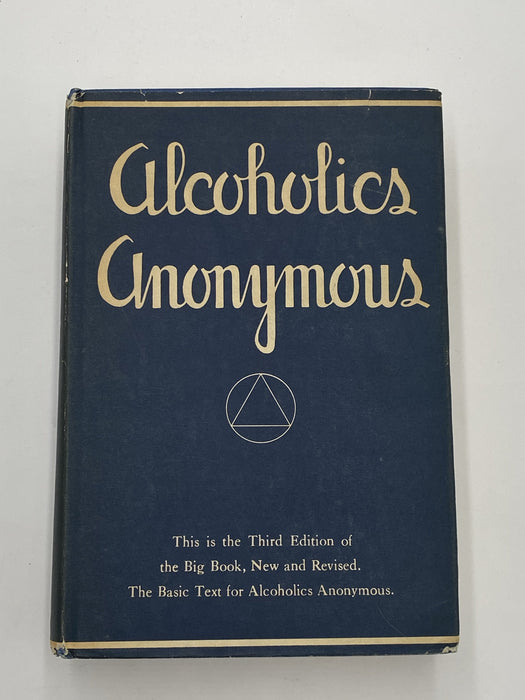 Alcoholics
Anonymous
This is the Third Edition of
the Big Book, New and Revised.
The Basic Text for Alcoholics Anonymous.